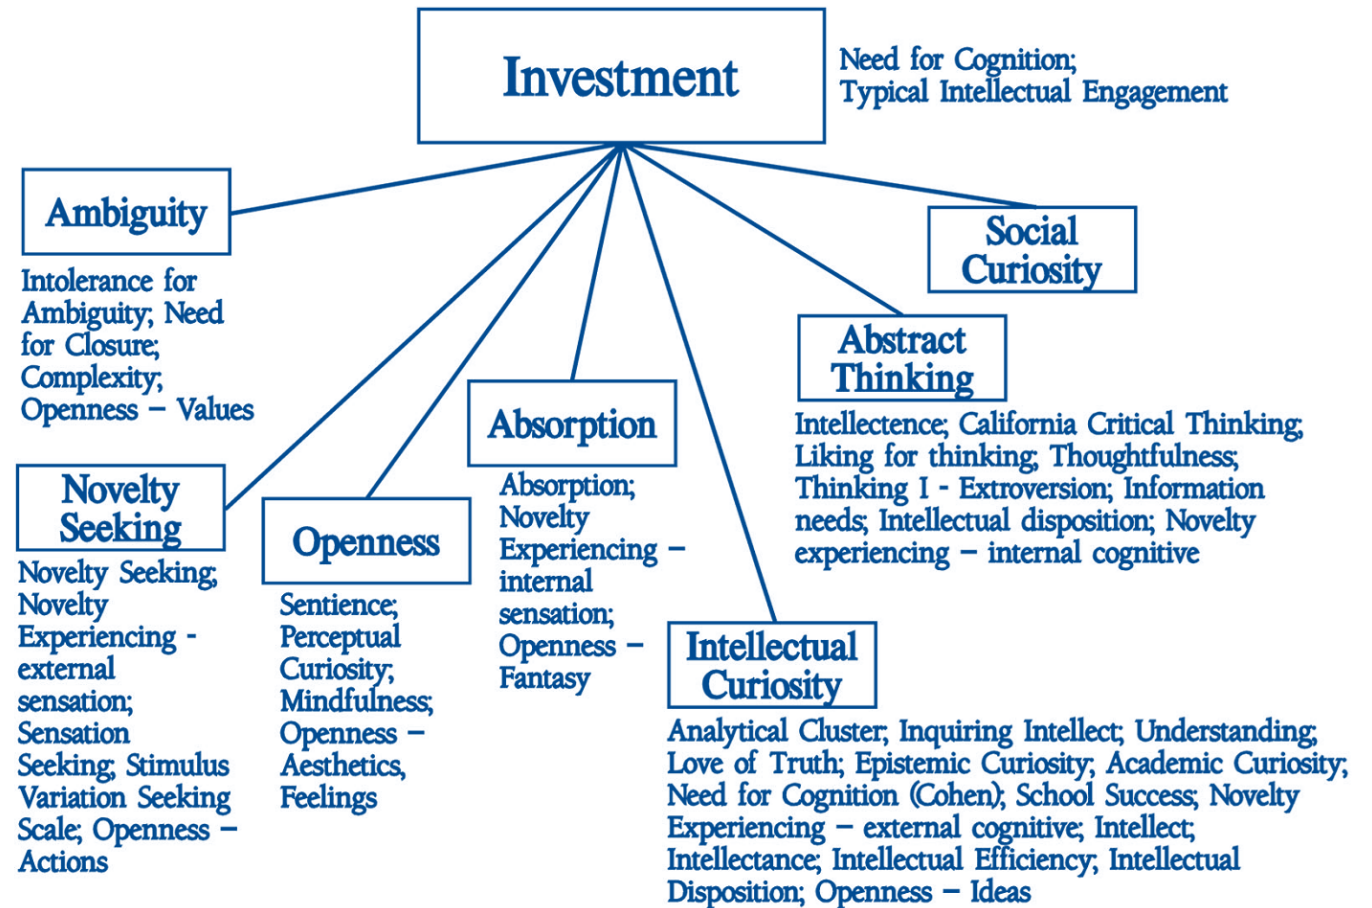 Investment
Need for Cognition;
Typical Intellectual Engagement
Ambiguity
Intolerance for
Ambiguity; Need
for Closure;
Complexity;
Openness – Values
Social
Curiosity
Abstract
Thinking
Intellectence; California Critical Thinking;
Liking for thinking; Thoughtfulness;
Thinking I - Extroversion; Information
needs; Intellectual disposition; Novelty
experiencing – internal cognitive
Absorption
Absorption;
Novelty
Experiencing –
internal
sensation;
Openness –
Fantasy
Novelty
Seeking
Novelty Seeking;
Novelty
Experiencing -
external
sensation;
Sensation
Seeking; Stimulus
Variation Seeking
Scale; Openness –
Actions
Openness
Sentience;
Perceptual
Curiosity;
Mindfulness;
Openness –
Aesthetics,
Feelings
Intellectual
Curiosity
Analytical Cluster; Inquiring Intellect; Understanding;
Love of Truth; Epistemic Curiosity; Academic Curiosity;
Need for Cognition (Cohen); School Success; Novelty
Experiencing – external cognitive; Intellect;
Intellectance; Intellectual Efficiency; Intellectual
Disposition; Openness – Ideas